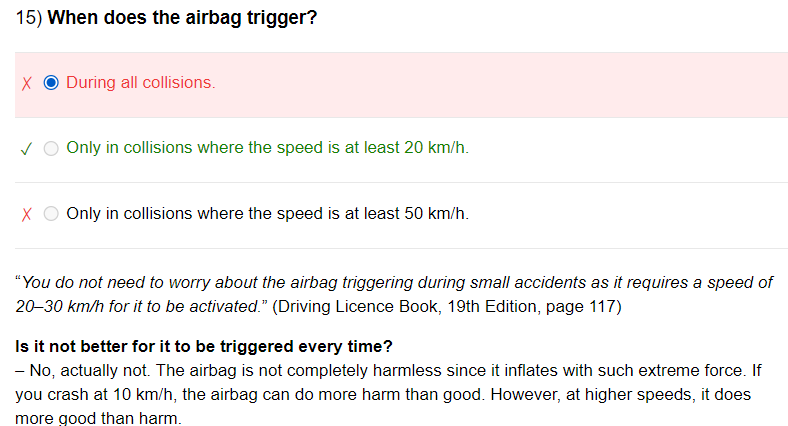 15) When does the airbag trigger?
✗ During all collisions.
✓ Only in collisions where the speed is at least 20 km/h.
✗ Only in collisions where the speed is at least 50 km/h.
“You do not need to worry about the airbag triggering during small accidents as it requires a speed of
20–30 km/h for it to be activated.” (Driving Licence Book, 19th Edition, page 117)
Is it not better for it to be triggered every time?
– No, actually not. The airbag is not completely harmless since it inflates with such extreme force. If
you crash at 10 km/h, the airbag can do more harm than good. However, at higher speeds, it does
more good than harm.